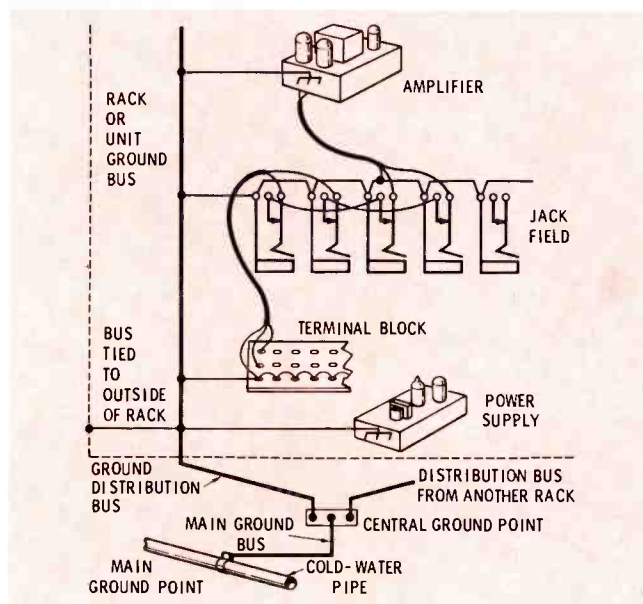 RACK
OR
UNIT
GROUND
BUS
AMPLIFIER
JACK
FIELD
TERMINAL BLOCK
BUS
TIED
TO
OUTSIDE
OF RACK
POWER
SUPPLY
GROUND
DISTRIBUTION
BUS
DISTRIBUTION BUS
FROM ANOTHER RACK
MAIN GROUND
BUS
CENTRAL GROUND POINT
MAIN
GROUND POINT
COLD-WATER
PIPE